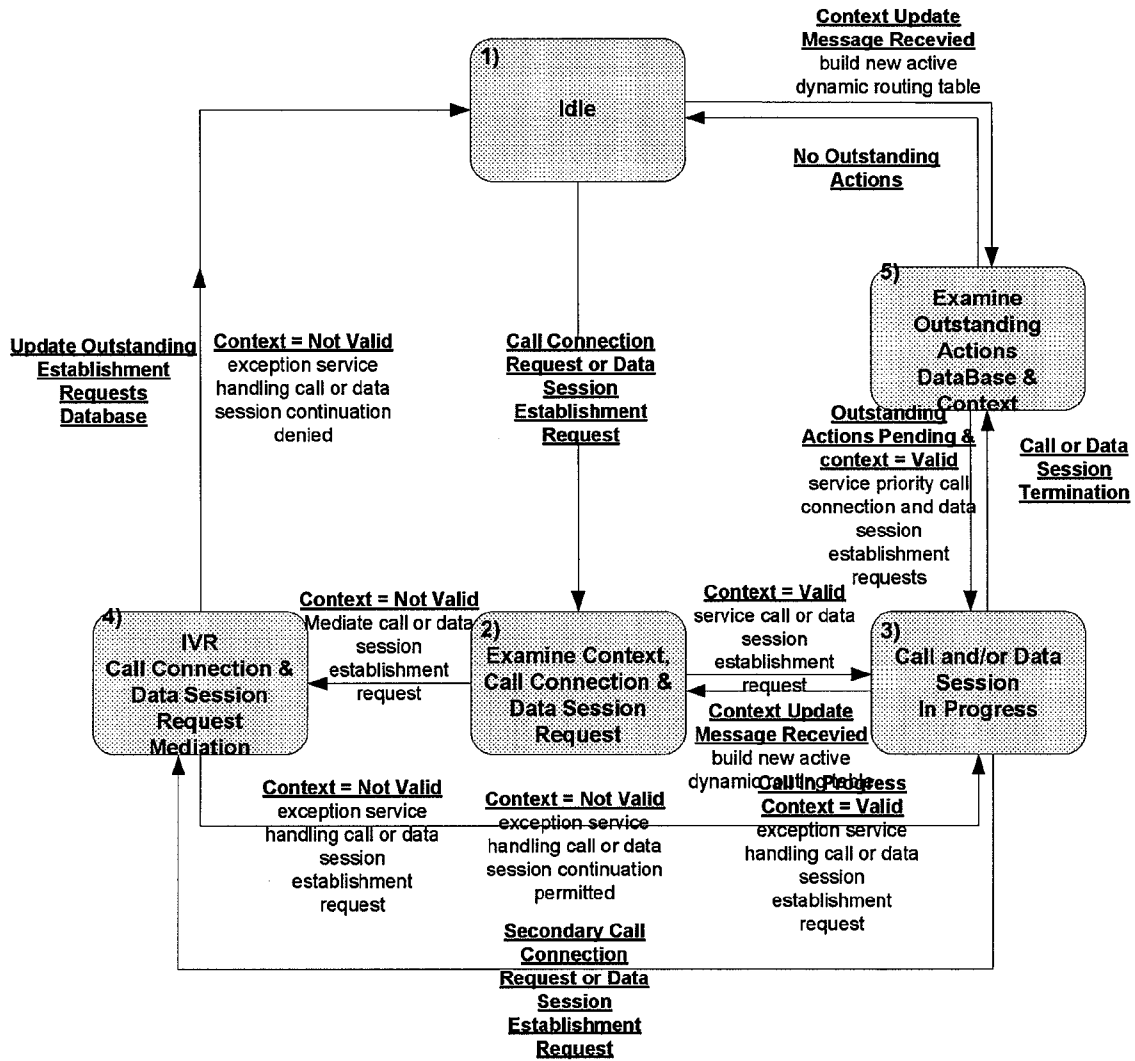 Context Update
Message Recevied
build new active
dynamic routing table
1)
Idle
No Outstanding
Actions
5)
Examine
Outstanding
Actions
DataBase &
Context
Update Outstanding
Establishment
Requests
Database
Context = Not Valid
exception service
handling call or data
session continuation
denied
Call Connection
Request or Data
Session
Establishment
Request
Outstanding
Actions Pending &
context = Valid
service priority call
connection and data
session
establishment
requests
Call or Data
Session
Termination
4)
IVR
Call Connection &
Data Session
Request
Mediation
Context = Not Valid
Mediate call or data
session
establishment
request
2)
Examine Context,
Call Connection &
Data Session
Request
Context = Valid
service call or data
session
establishment
request
3)
Call and/or Data
Session
In Progress
Context Update
Message Recevied
build new active
dynamic routing table
Context = Not Valid
exception service
handling call or data
session
establishment
request
Context = Not Valid
exception service
handling call or data
session continuation
permitted
Call In Progress
Context = Valid
exception service
handling call or data
session
establishment
request
Secondary Call
Connection
Request or Data
Session
Establishment
Request